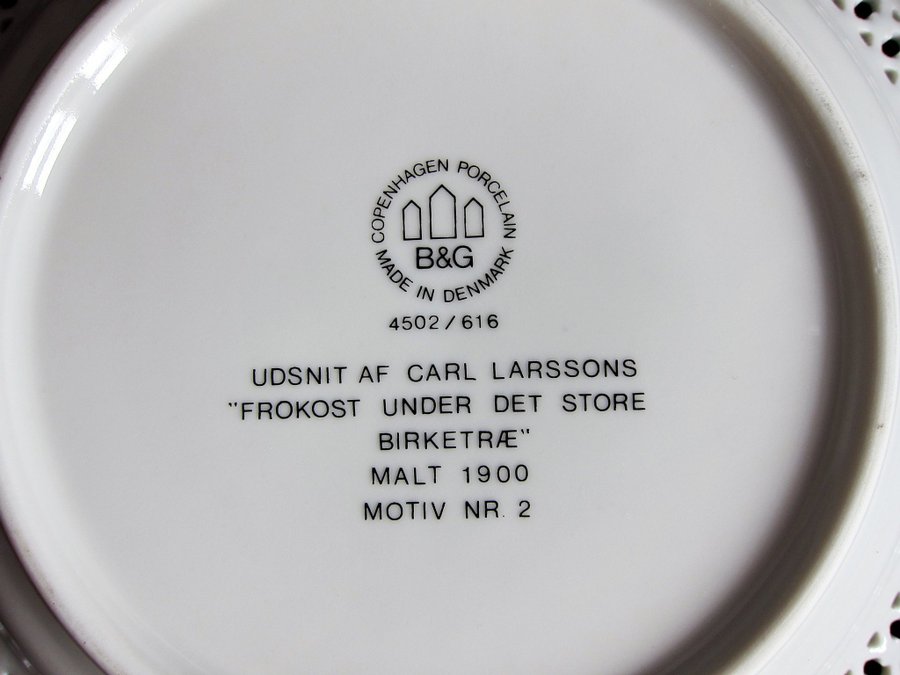 COPENHAGEN PORCELAIN
B&G
MADE IN DENMARK
4502/616
UDSNIT AF CARL LARSSONS
"FROKOST UNDER DET STORE
BIRKETRÆ"
MALT 1900
MOTIV NR. 2